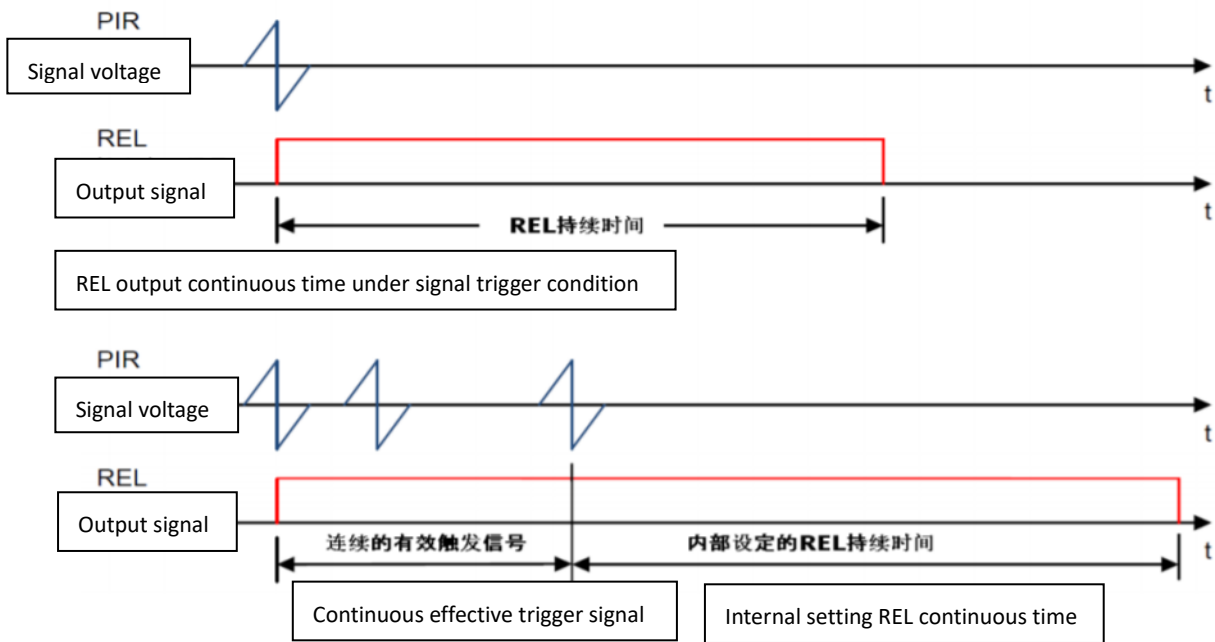 PIR
Signal voltage
t
REL
Output signal
t
REL持续时间
REL output continuous time under signal trigger condition
PIR
Signal voltage
t
REL
Output signal
t
连续的有效触发信号
内部设定的REL持续时间
Continuous effective trigger signal
Internal setting REL continuous time